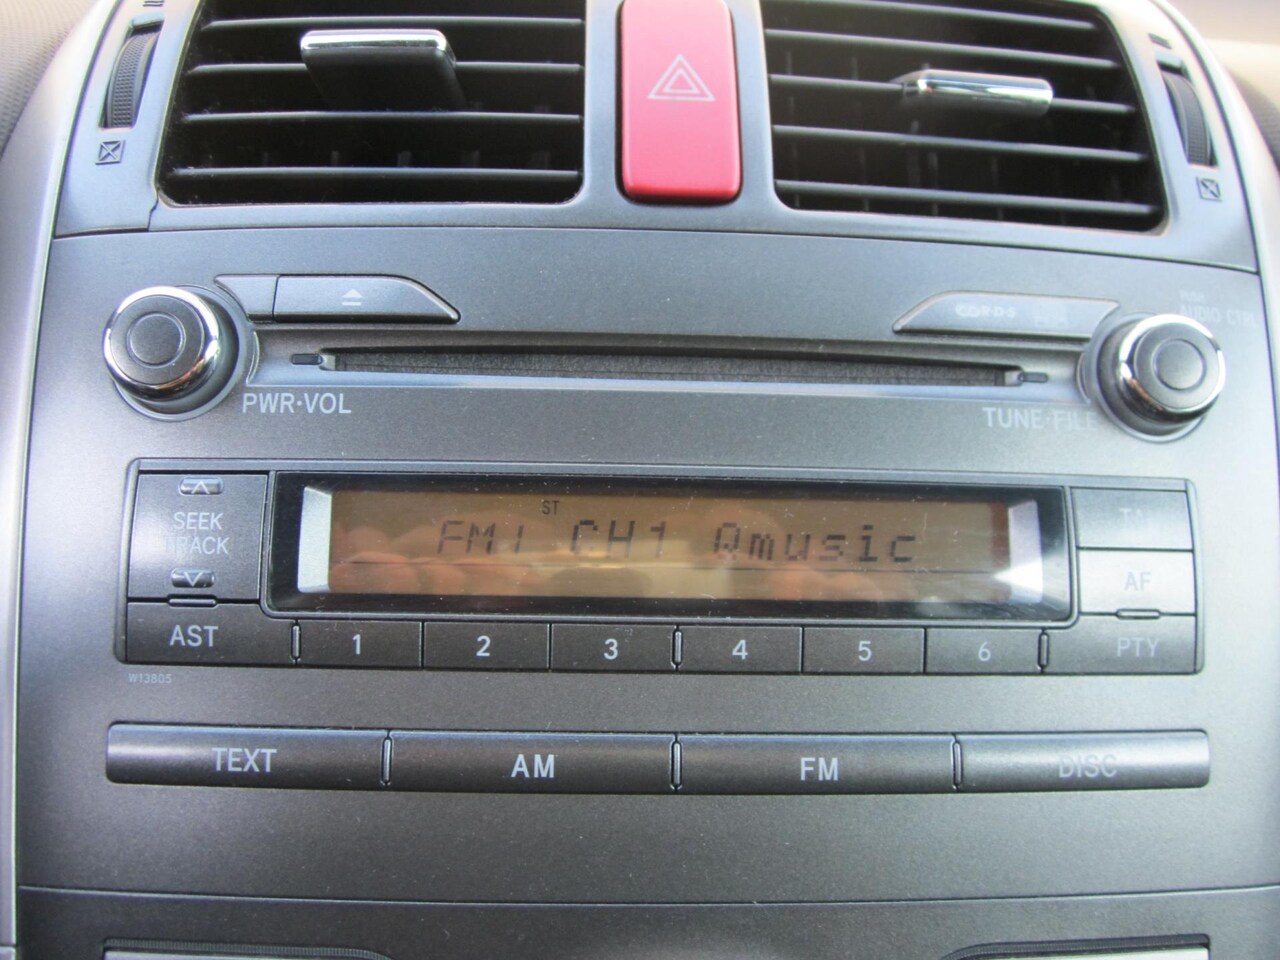 PWR·VOL
TUNE·FILE
ST
FM1 CH1 Qmusic
SEEK
TRACK
TA
AF
AST
1
2
3
4
5
6
PTY
W13805
TEXT
AM
FM
DISC